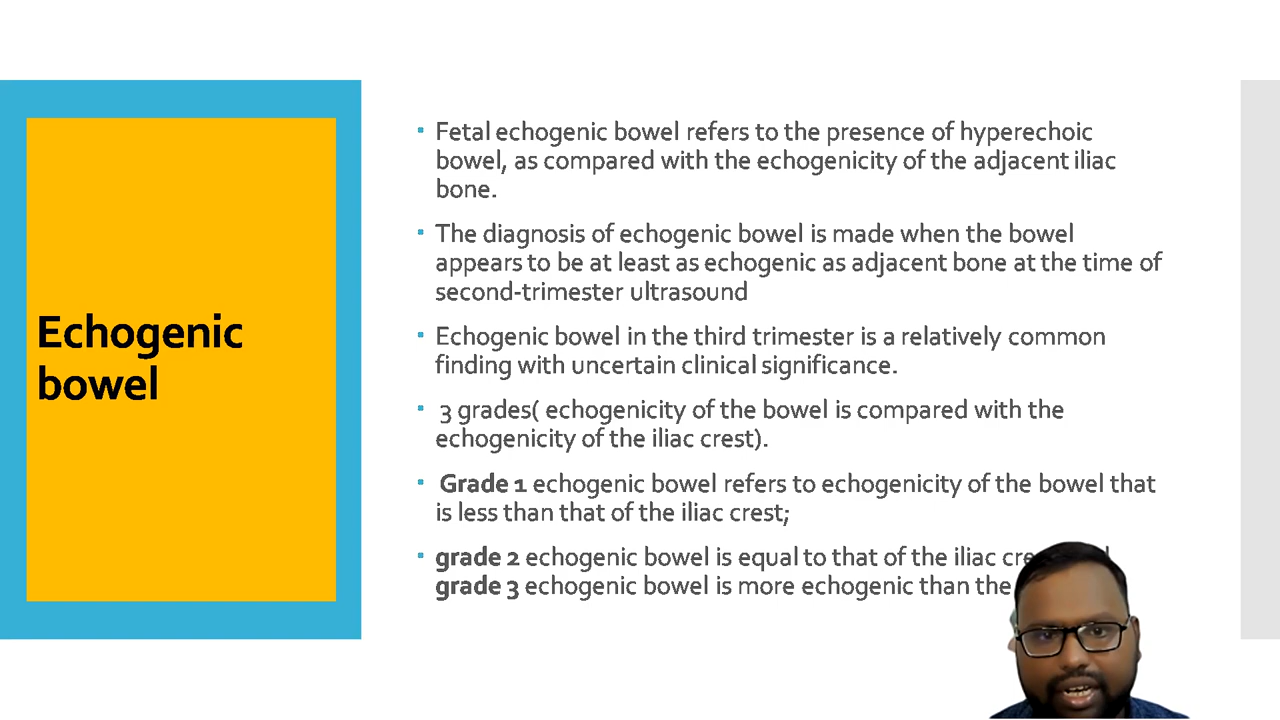 Echogenic
bowel
Fetal echogenic bowel refers to the presence of hyperechoic
bowel, as compared with the echogenicity of the adjacent iliac
bone.
The diagnosis of echogenic bowel is made when the bowel
appears to be at least as echogenic as adjacent bone at the time of
second-trimester ultrasound
Echogenic bowel in the third trimester is a relatively common
finding with uncertain clinical significance.
3 grades( echogenicity of the bowel is compared with the
echogenicity of the iliac crest).
Grade 1 echogenic bowel refers to echogenicity of the bowel that
is less than that of the iliac crest;
grade 2 echogenic bowel is equal to that of the iliac
grade 3 echogenic bowel is more echogenic than the